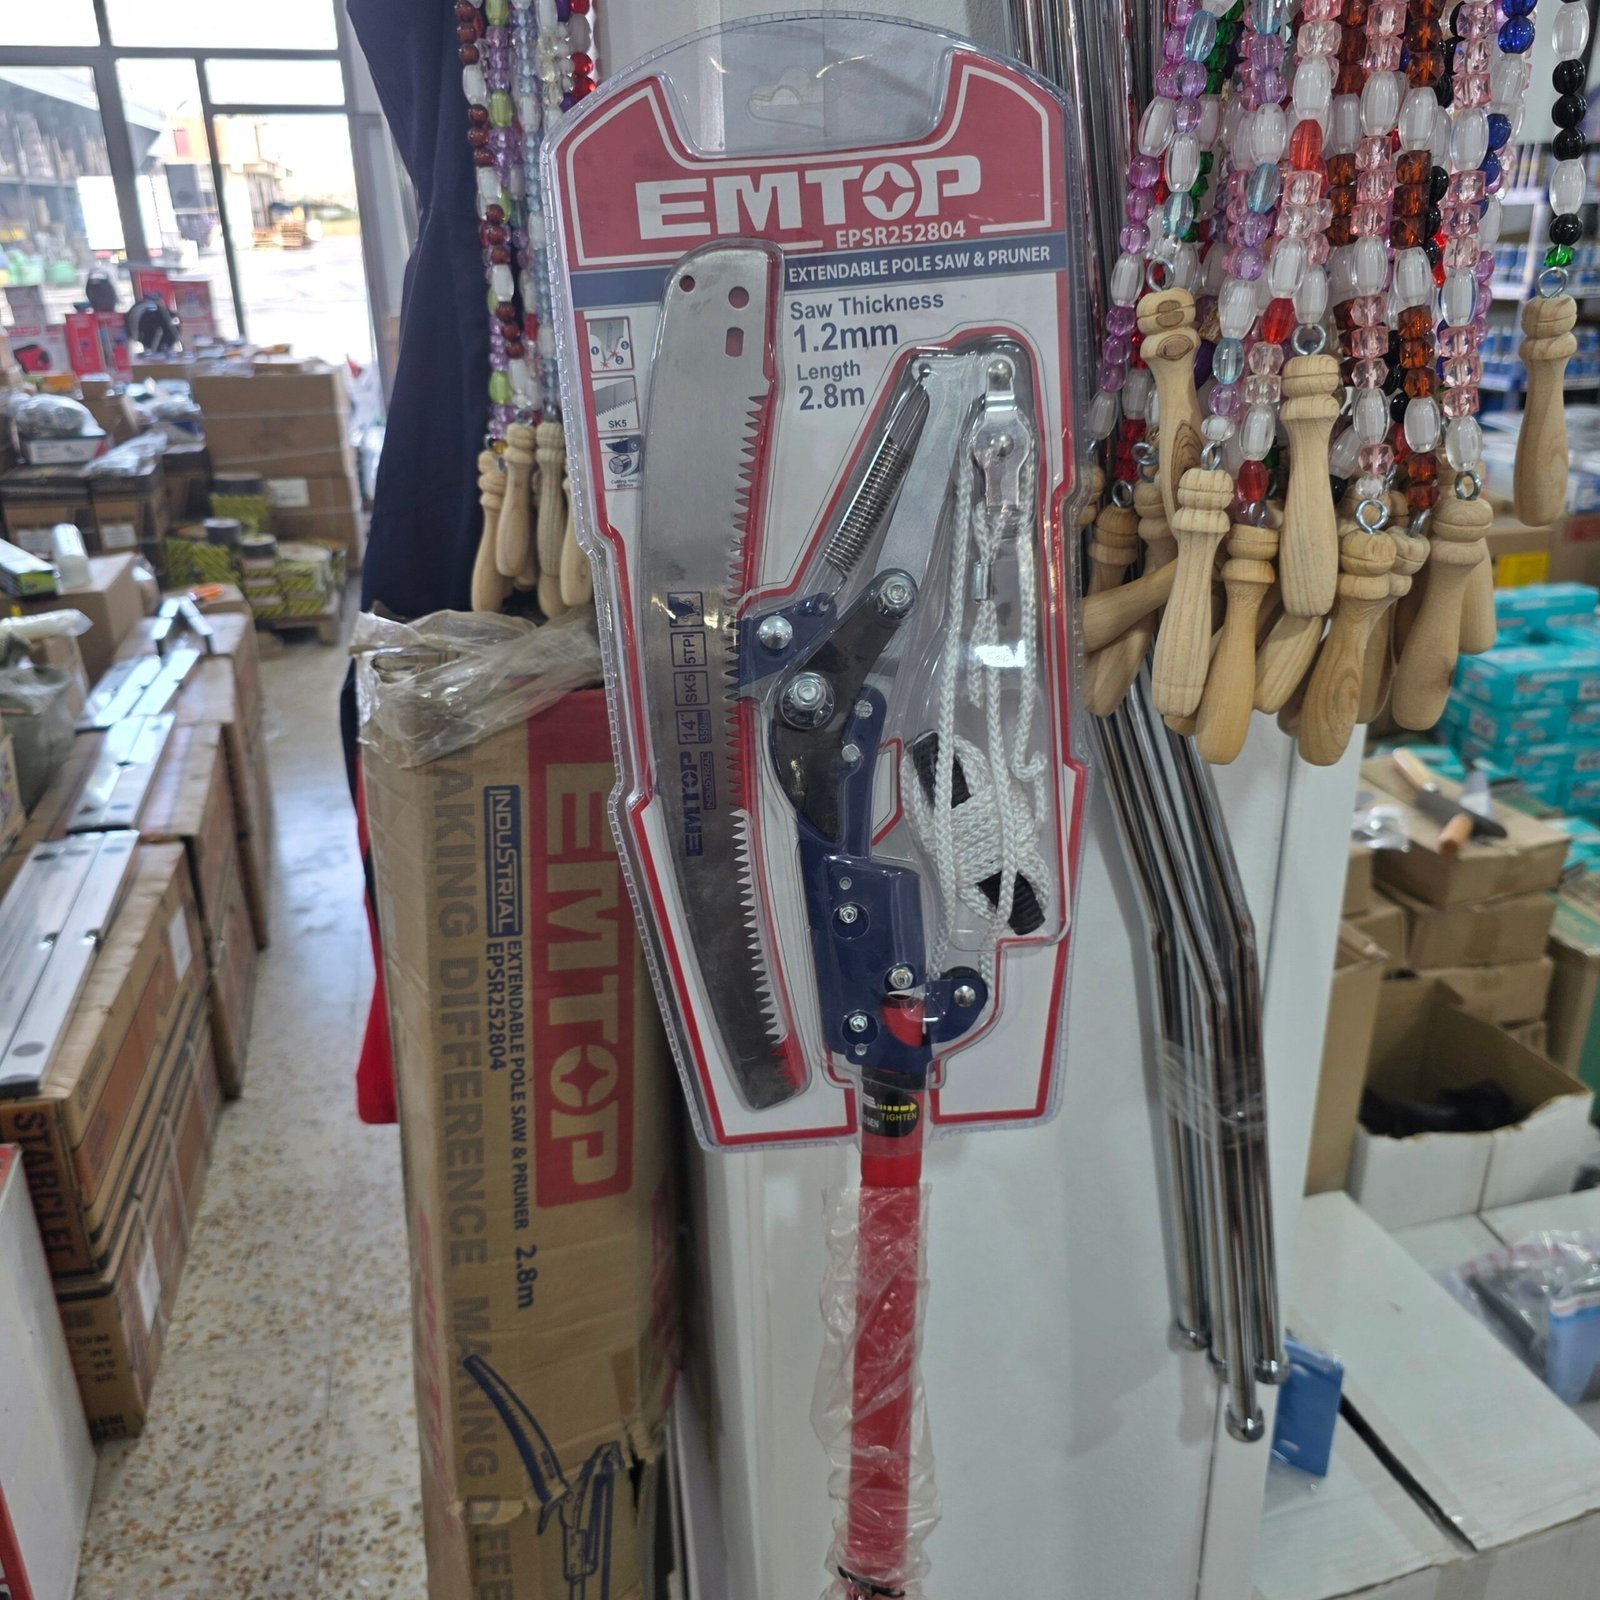 EMTOP
EPSR252804
EXTENDABLE POLE SAW & PRUNER
Saw Thickness
1.2mm
Length
2.8m
SK5
EMTOP
INDUSTRIAL
14"
SK5
5TPI
TIGHTEN
EMTOP
INDUSTRIAL
EXTENDABLE POLE SAW & PRUNER 2.8m
EPSR252804
MAKING DIFFERENCE